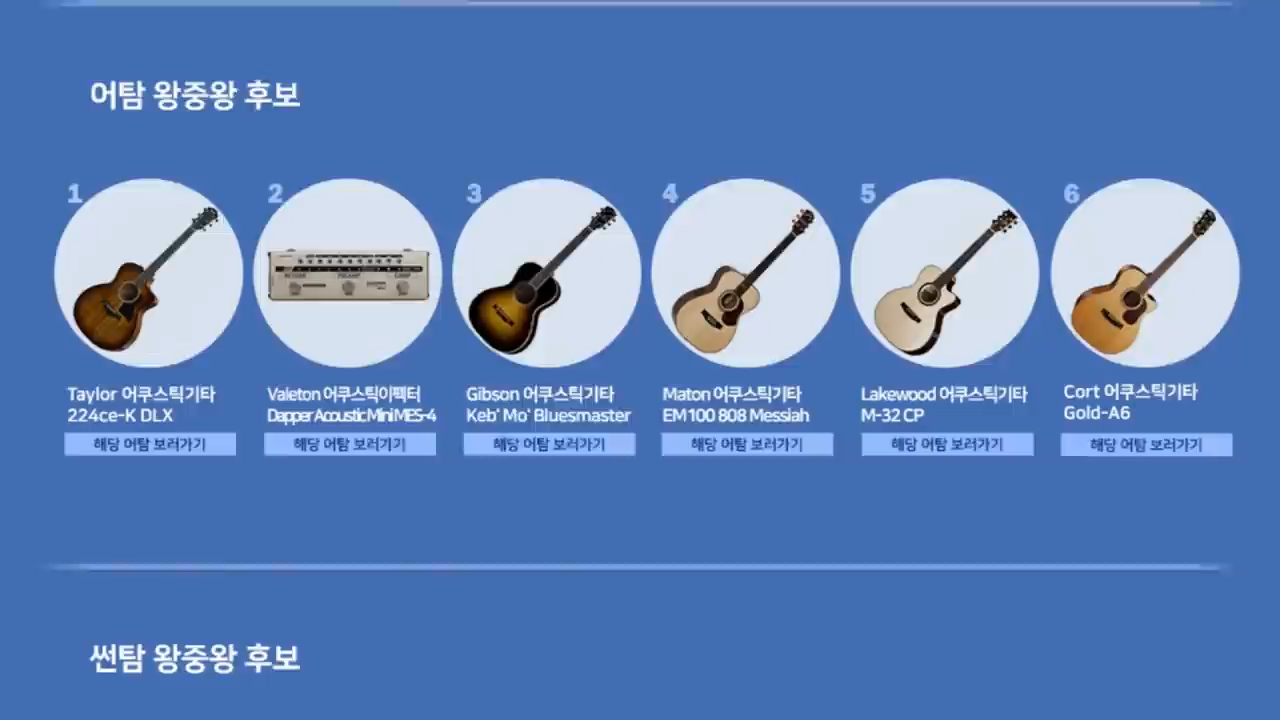 어탐 왕중왕 후보
1
2
3
4
5
6
Taylor 어쿠스틱기타
224ce-K DLX
해당 어탐 보러가기
Valeton 어쿠스틱이펙터
Dapper Acoustic Mini MES-4
해당 어탐 보러가기
Gibson 어쿠스틱기타
Keb' Mo' Bluesmaster
해당 어탐 보러가기
Maton 어쿠스틱기타
EM100 808 Messiah
해당 어탐 보러가기
Lakewood 어쿠스틱기타
M-32 CP
해당 어탐 보러가기
Cort 어쿠스틱기타
Gold-A6
해당 어탐 보러가기
썬탐 왕중왕 후보